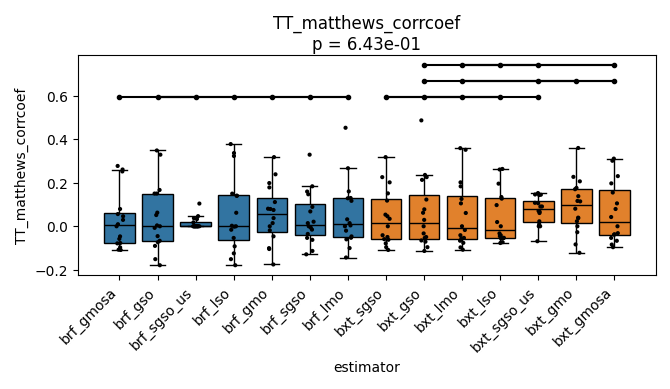 TT_matthews_corrcoef
p = 6.43e-01
TT_matthews_corrcoef
0.6
0.4
0.2
0.0
−0.2
brf_gmosa
brf_gso
brf_sgso_us
brf_lso
brf_gmo
brf_sgso
brf_lmo
bxt_sgso
bxt_gso
bxt_lmo
bxt_lso
bxt_sgso_us
bxt_gmo
bxt_gmosa
estimator